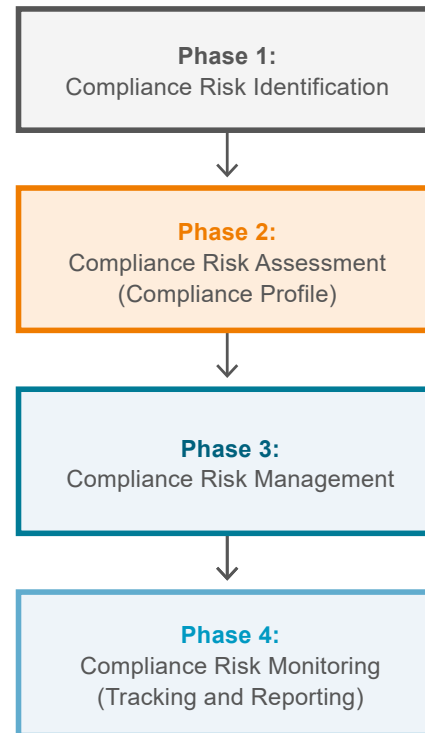 Phase 1:
Compliance Risk Identification
Phase 2:
Compliance Risk Assessment
(Compliance Profile)
Phase 3:
Compliance Risk Management
Phase 4:
Compliance Risk Monitoring
(Tracking and Reporting)